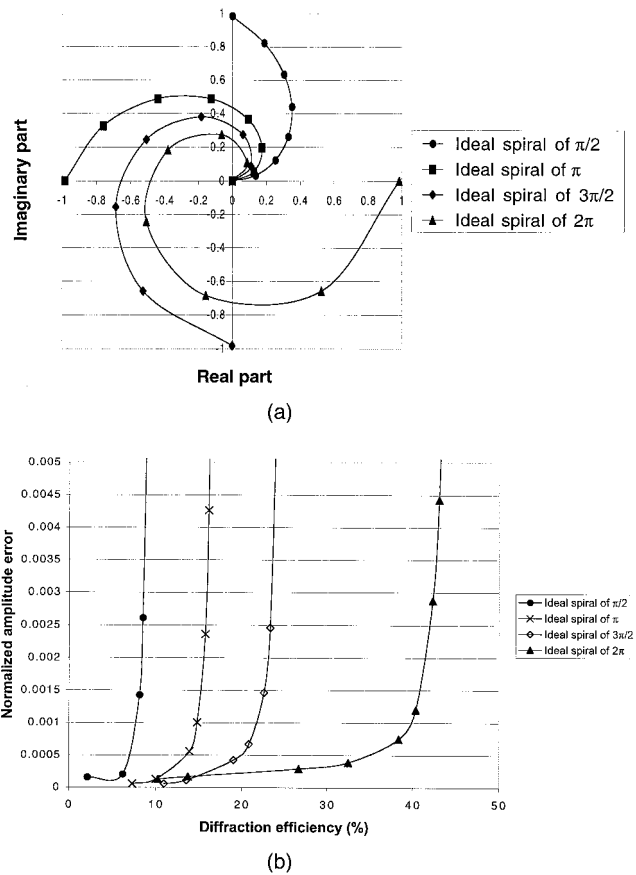 1
0.8
0.6
0.4
0.2
-1 -0.8 -0.6 -0.4 -0.2 0 0.2 0.4 0.6 0.8 1
-0.4
-0.6
-0.8
-1
Imaginary part
Real part
Ideal spiral of π/2
Ideal spiral of π
Ideal spiral of 3π/2
Ideal spiral of 2π
(a)
0.005
0.0045
0.004
0.0035
0.003
0.0025
0.002
0.0015
0.001
0.0005
0
0 10 20 30 40 50
Normalized amplitude error
Diffraction efficiency (%)
Ideal spiral of π/2
Ideal spiral of π
Ideal spiral of 3π/2
Ideal spiral of 2π
(b)